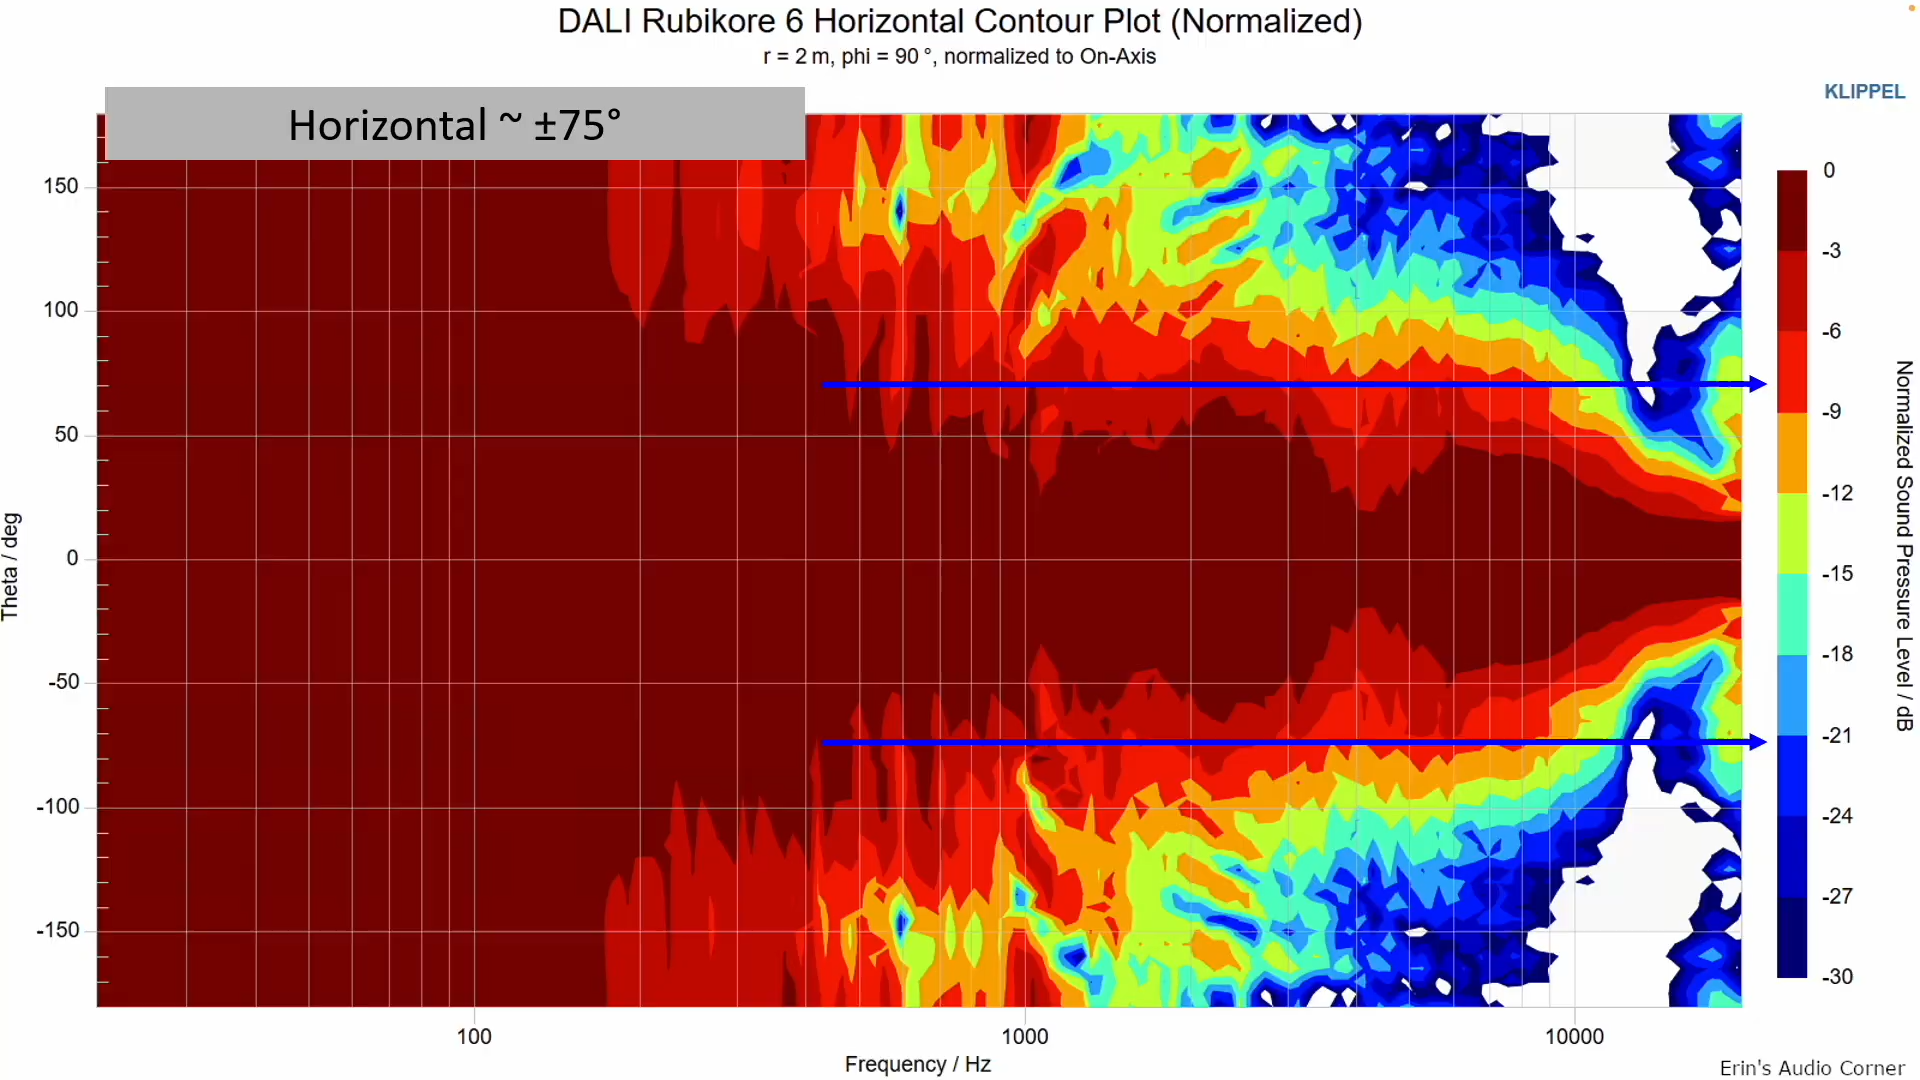 DALI Rubikore 6 Horizontal Contour Plot (Normalized)
r = 2 m, phi = 90 °, normalized to On-Axis
KLIPPEL
Horizontal ~ ±75°
150
100
50
0
-50
-100
-150
Theta / deg
100
1000
10000
Frequency / Hz
0
-3
-6
-9
-12
-15
-18
-21
-24
-27
-30
Normalized Sound Pressure Level / dB
Erin's Audio Corner